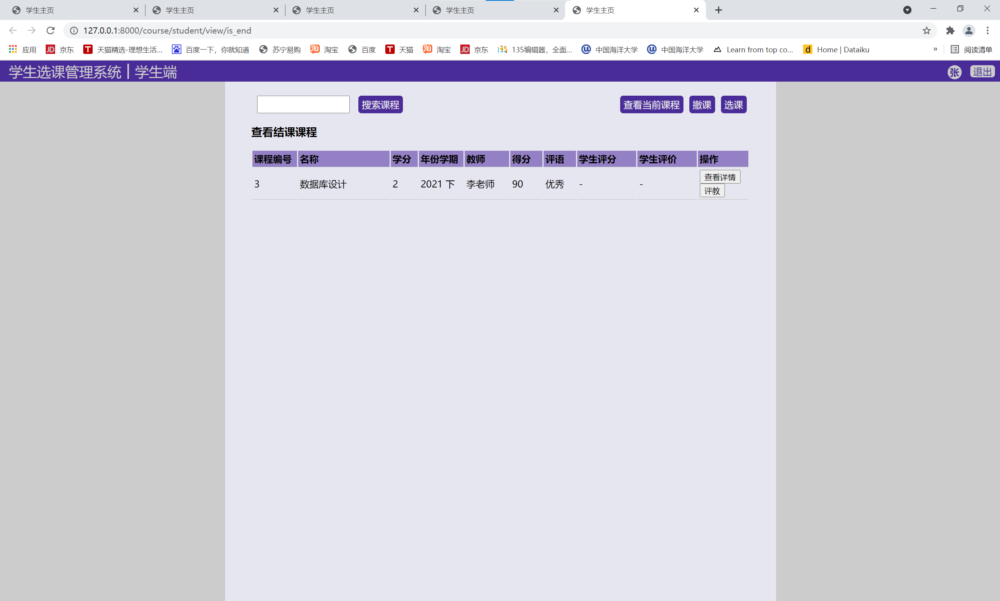 学生主页 学生主页 学生主页 学生主页 学生主页
127.0.0.1:8000/course/student/view/is_end
应用 京东 天猫精选-理想生活... 百度一下，你就知道 苏宁易购 淘宝 百度 天猫 淘宝 京东 135编辑器，全面... 中国海洋大学 中国海洋大学 Learn from top co... Home | Dataiku » 阅读清单
学生选课管理系统 | 学生端 张 退出
搜索课程 查看当前课程 撤课 选课
查看结课课程
课程编号 名称 学分 年份学期 教师 得分 评语 学生评分 学生评价 操作
3 数据库设计 2 2021 下 李老师 90 优秀 - - 查看详情
评教